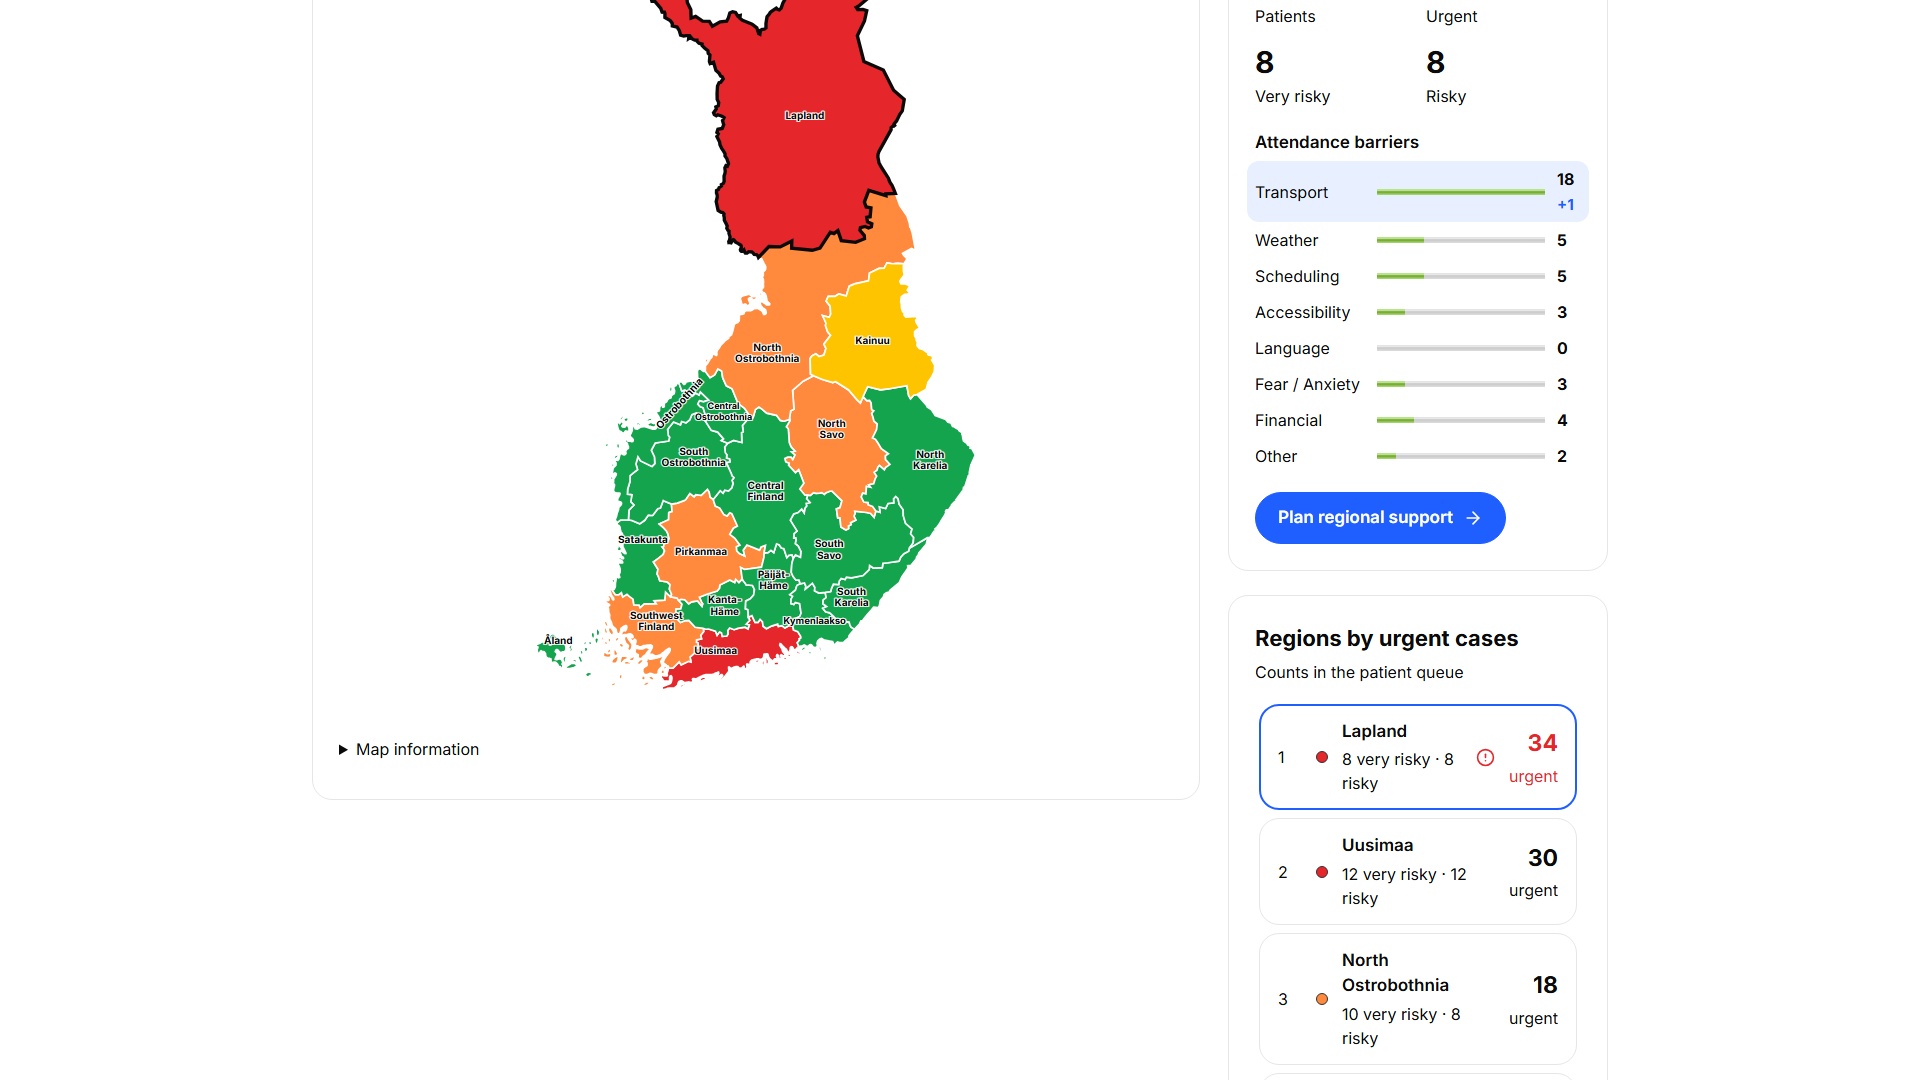 Lapland
North
Ostrobothnia
Kainuu
Ostrobothnia
Central
Ostrobothnia
North
Savo
South
Ostrobothnia
North
Karelia
Central
Finland
Satakunta
Pirkanmaa
South
Savo
Päijät-
Häme
Kanta-
Häme
South
Karelia
Southwest
Finland
Kymenlaakso
Åland
Uusimaa
Map information
Patients
Urgent
8
8
Very risky
Risky
Attendance barriers
Transport 18
+1
Weather 5
Scheduling 5
Accessibility 3
Language 0
Fear / Anxiety 3
Financial 4
Other 2
Plan regional support
Regions by urgent cases
Counts in the patient queue
1
Lapland
8 very risky · 8
risky
34
urgent
2
Uusimaa
12 very risky · 12
risky
30
urgent
3
North
Ostrobothnia
10 very risky · 8
risky
18
urgent